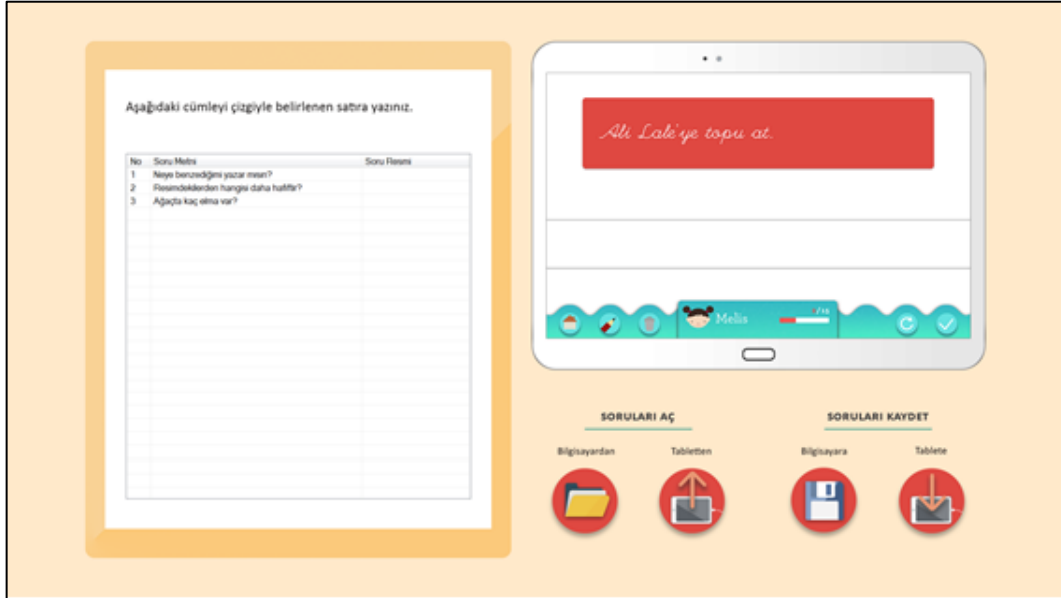 Aşağıdaki cümleyi çizgiyle belirlenen satıra yazınız.
No Soru Metni Soru Resmi
1 Neye benzediğimi yazar mısın?
2 Resimdekilerden hangisi daha hafiftir?
3 Ağaçta kaç elma var?
Ali Lale'ye topu at.
Melis
SORULARI AÇ
Bilgisayardan Tabletten
SORULARI KAYDET
Bilgisayara Tablete